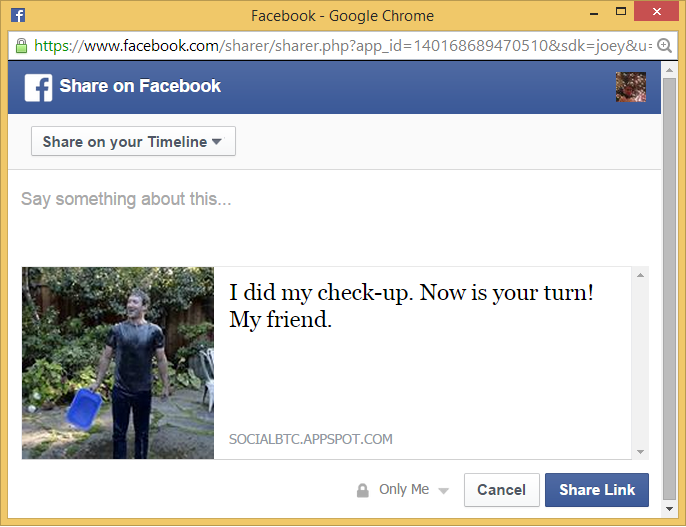 Facebook - Google Chrome
https://www.facebook.com/sharer/sharer.php?app_id=140168689470510&sdk=joey&u=
Share on Facebook
Share on your Timeline
Say something about this...
I did my check-up. Now is your turn!
My friend.
SOCIALBTC.APPSPOT.COM
Only Me
Cancel
Share Link